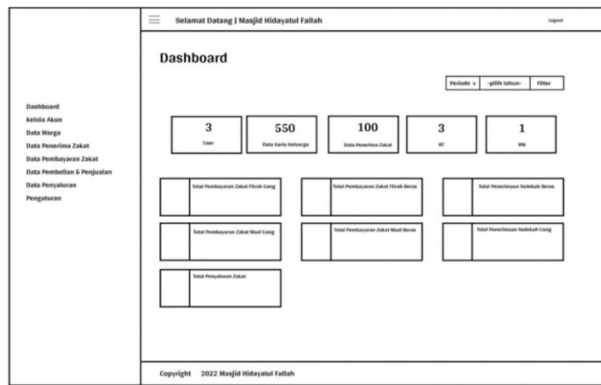 Selamat Datang | Masjid Hidayatul Fallah
Logout
Dashboard
Periode v -pilih tahun- Filter
Dashboard
Kelola Akun
Data Warga
Data Penerima Zakat
Data Pembayaran Zakat
Data Pembelian & Penjualan
Data Penyaluran
Pengaturan
3
User
550
Data Kartu Keluarga
100
Data Penerima Zakat
3
RT
1
RW
Total Pembayaran Zakat Fitrah Uang
Total Pembayaran Zakat Fitrah Beras
Total Penerimaan Sedekah Beras
Total Pembayaran Zakat Maal Uang
Total Pembayaran Zakat Maal Beras
Total Penerimaan Sedekah Uang
Total Penyaluran Zakat
Copyright 2022 Masjid Hidayatul Fallah